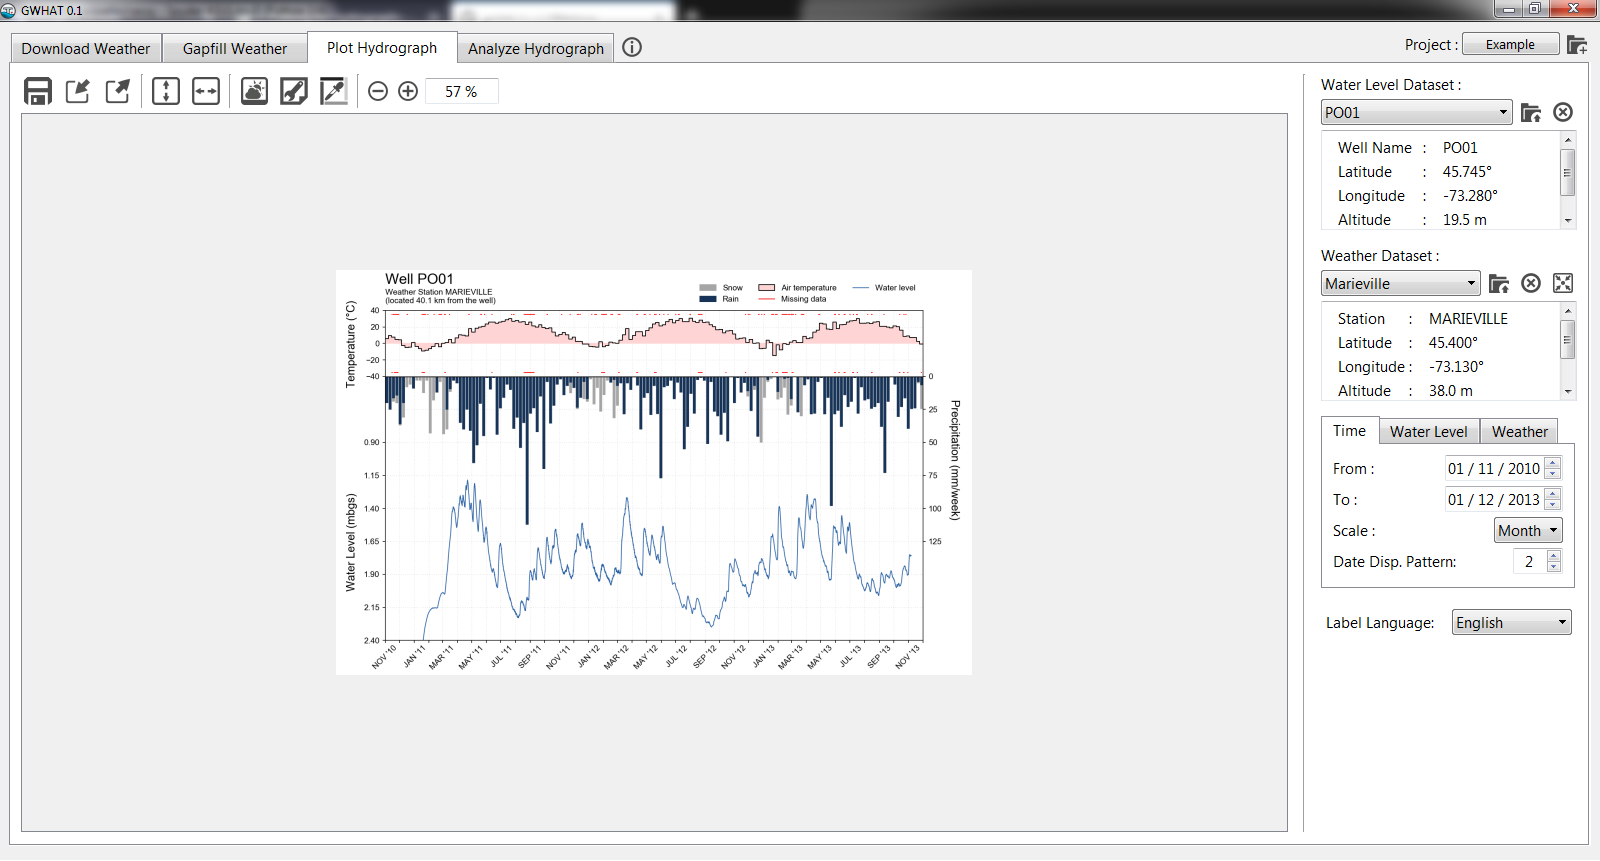 GWHAT 0.1
Download Weather
Gapfill Weather
Plot Hydrograph
Analyze Hydrograph
Project :
Example
57 %
Well PO01
Weather Station MARIEVILLE
(located 40.1 km from the well)
Snow
Rain
Air temperature
Missing data
Water level
Temperature (°C)
40
20
0
−20
−40
Water Level (mbgs)
0.90
1.15
1.40
1.65
1.90
2.15
2.40
Precipitation (mm/week)
0
25
50
75
100
125
NOV '10
JAN '11
MAR '11
MAY '11
JUL '11
SEP '11
NOV '11
JAN '12
MAR '12
MAY '12
JUL '12
SEP '12
NOV '12
JAN '13
MAR '13
MAY '13
JUL '13
SEP '13
NOV '13
Water Level Dataset :
PO01
Well Name : PO01
Latitude : 45.745°
Longitude : -73.280°
Altitude : 19.5 m
Weather Dataset :
Marieville
Station : MARIEVILLE
Latitude : 45.400°
Longitude : -73.130°
Altitude : 38.0 m
Time
Water Level
Weather
From : 01 / 11 / 2010
To : 01 / 12 / 2013
Scale : Month
Date Disp. Pattern: 2
Label Language: English